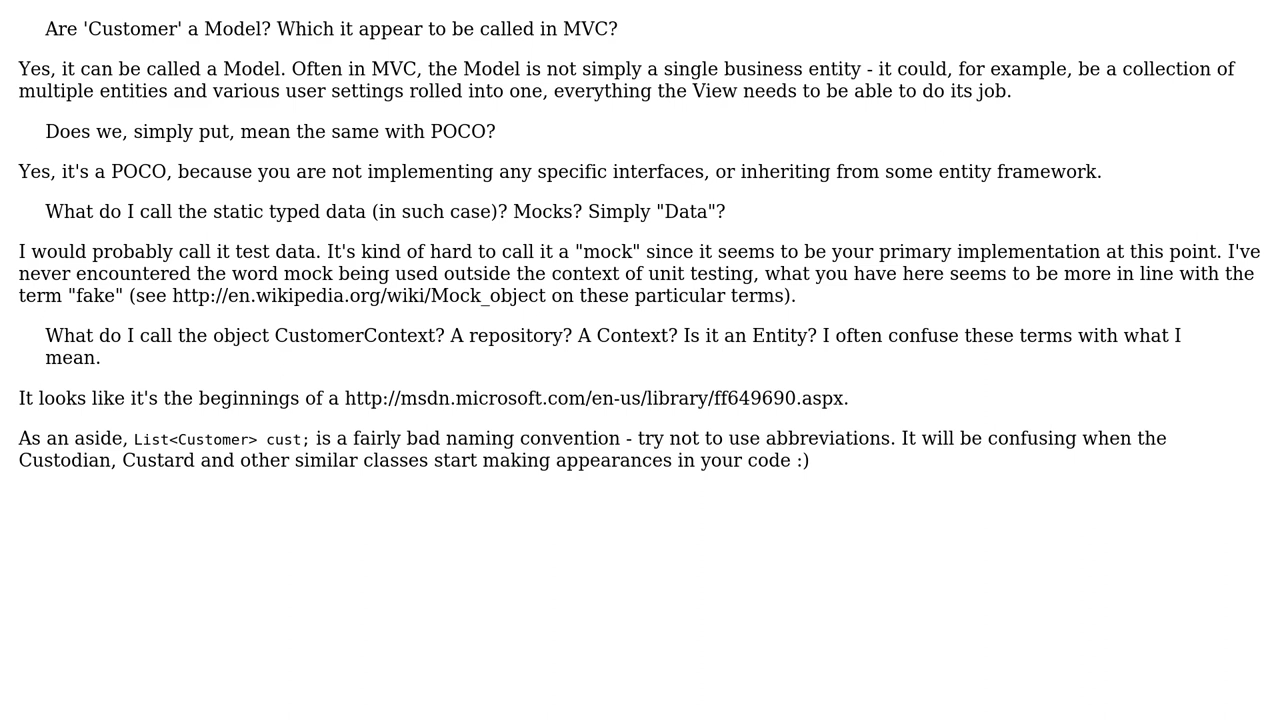 Are 'Customer' a Model? Which it appear to be called in MVC?
Yes, it can be called a Model. Often in MVC, the Model is not simply a single business entity - it could, for example, be a collection of
multiple entities and various user settings rolled into one, everything the View needs to be able to do its job.
Does we, simply put, mean the same with POCO?
Yes, it's a POCO, because you are not implementing any specific interfaces, or inheriting from some entity framework.
What do I call the static typed data (in such case)? Mocks? Simply "Data"?
I would probably call it test data. It's kind of hard to call it a "mock" since it seems to be your primary implementation at this point. I've
never encountered the word mock being used outside the context of unit testing, what you have here seems to be more in line with the
term "fake" (see http://en.wikipedia.org/wiki/Mock_object on these particular terms).
What do I call the object CustomerContext? A repository? A Context? Is it an Entity? I often confuse these terms with what I
mean.
It looks like it's the beginnings of a http://msdn.microsoft.com/en-us/library/ff649690.aspx.
As an aside, List<Customer> cust; is a fairly bad naming convention - try not to use abbreviations. It will be confusing when the
Custodian, Custard and other similar classes start making appearances in your code :)